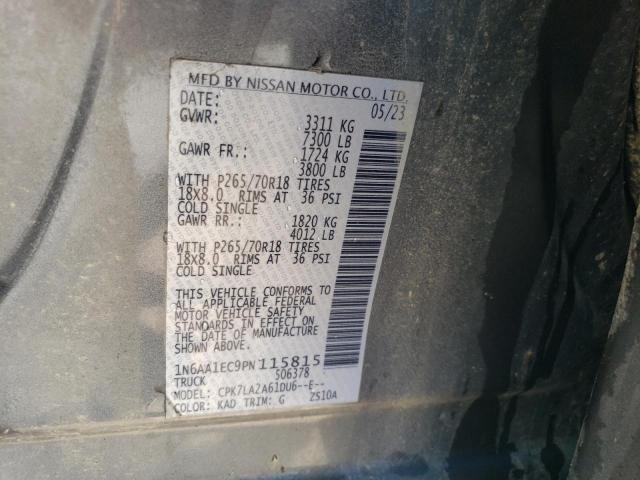 MFD BY NISSAN MOTOR CO., LTD.
DATE: 05/23
GVWR: 3311 KG
7300 LB
GAWR FR.: 1724 KG
3800 LB
WITH P265/70R18 TIRES
18X8.0 RIMS AT 36 PSI
COLD SINGLE
GAWR RR.: 1820 KG
4012 LB
WITH P265/70R18 TIRES
18X8.0 RIMS AT 36 PSI
COLD SINGLE
THIS VEHICLE CONFORMS TO
ALL APPLICABLE FEDERAL
MOTOR VEHICLE SAFETY
STANDARDS IN EFFECT ON
THE DATE OF MANUFACTURE
SHOWN ABOVE.
1N6AA1EC9PN115815
TRUCK 506378
MODEL: CPK7LA2A61DU6--E--
COLOR: KAD TRIM: G ZS10A